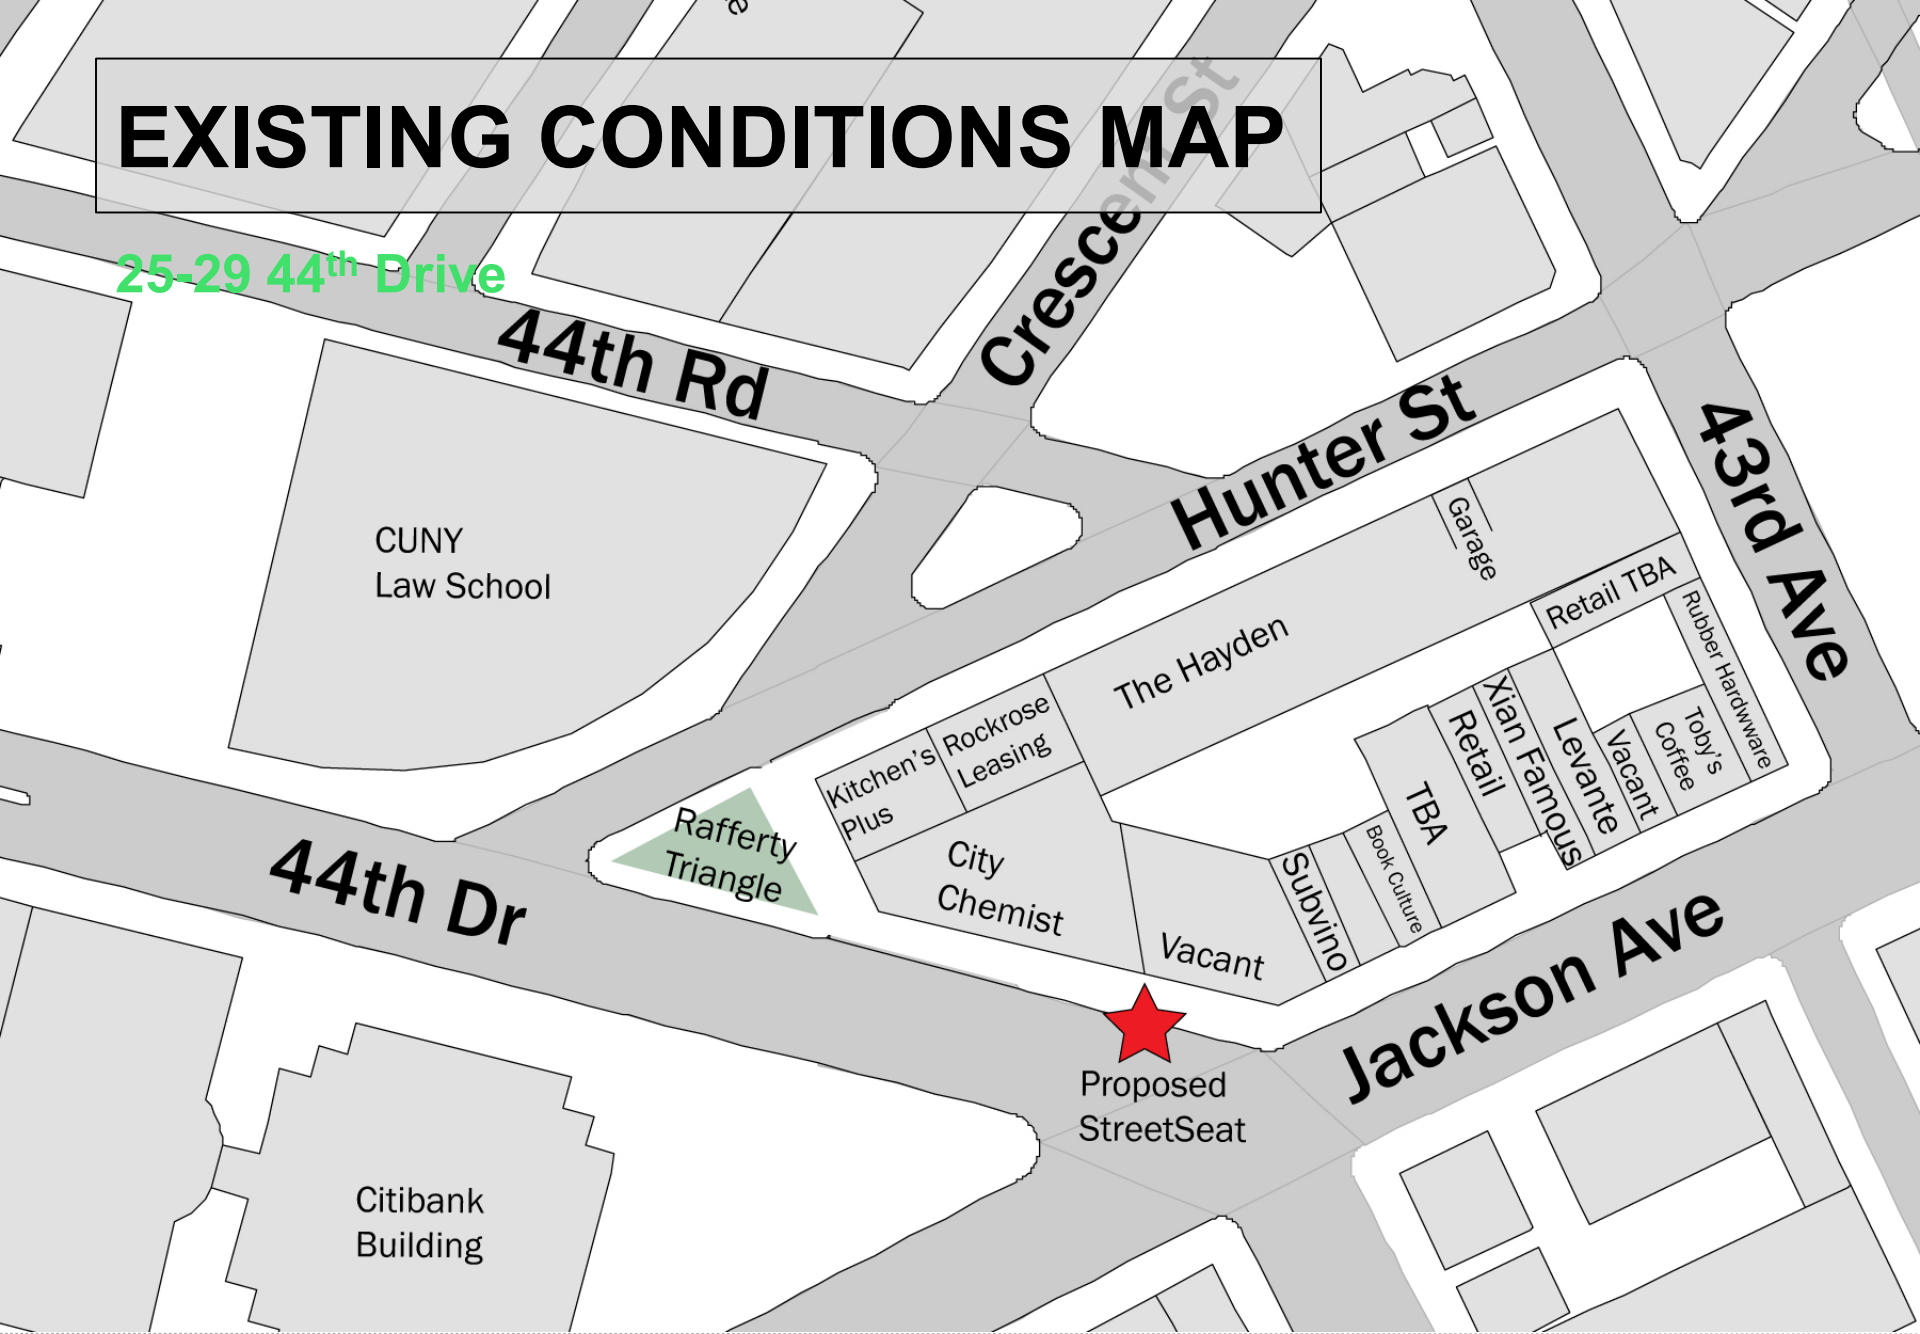 EXISTING CONDITIONS MAP
25-29 44th Drive
Crescent St
44th Rd
Hunter St
43rd Ave
CUNY
Law School
Garage
The Hayden
Retail TBA
Rubber Hardwware
Rockrose
Leasing
Kitchen's
Plus
Xian Famous
Retail
Levante
Toby's
Coffee
Vacant
TBA
Rafferty
Triangle
City
Chemist
Book Culture
Subvino
Vacant
44th Dr
Jackson Ave
Proposed
StreetSeat
Citibank
Building